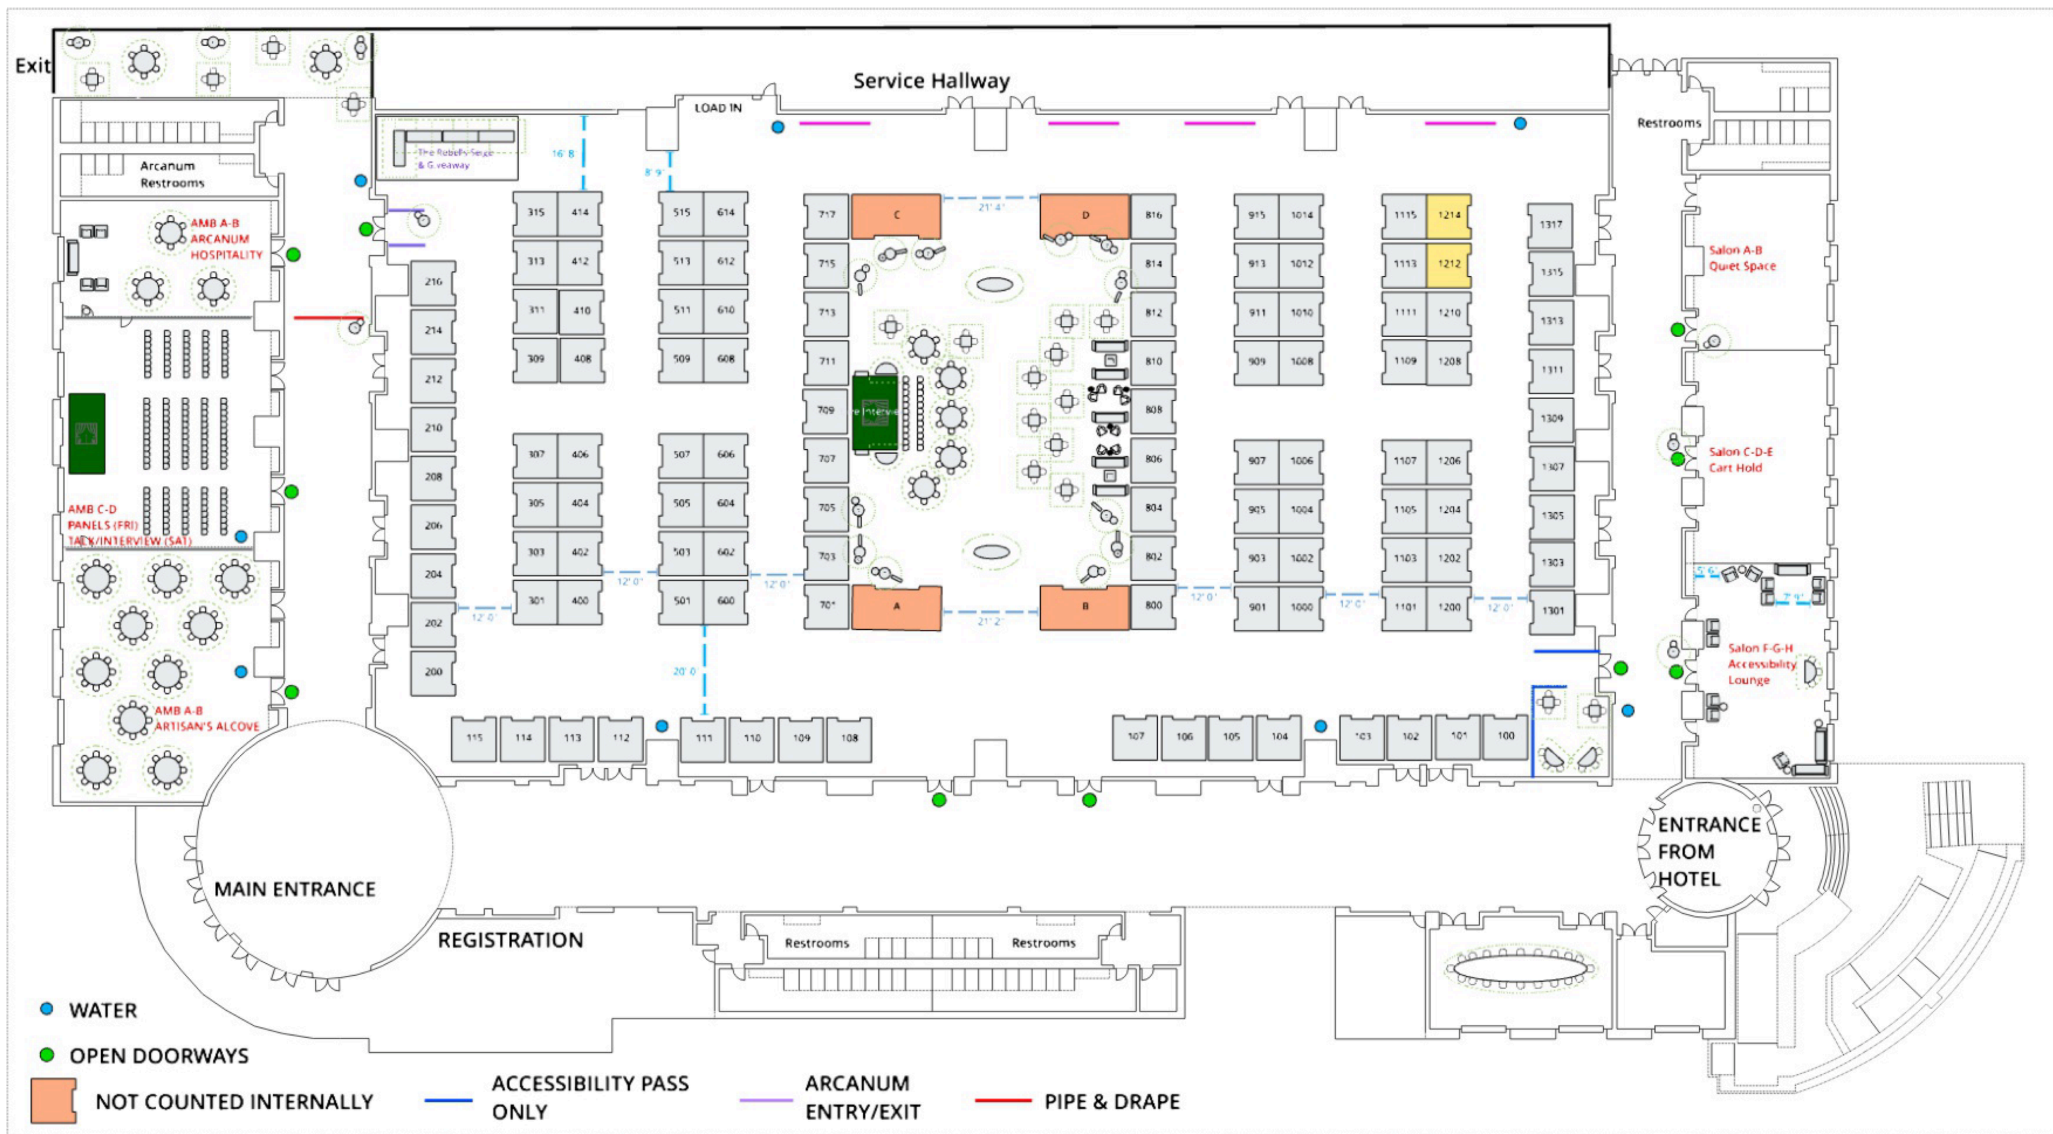 Exit
Service Hallway
LOAD IN
Restrooms
Arcanum
Restrooms
& Giveaway
16' 8
8' 9'
AMB A-B
ARCANUM
HOSPITALITY
315 414
515 614
717
C
21' 4'
D
816
915 1014
1115 1214
1317
313 412
513 612
715
814
913 1012
1113 1212
1315
Salon A-B
Quiet Space
216
311 410
511 610
713
812
911 1010
1111 1210
1313
214
309 408
509 608
711
810
909 1008
1109 1208
1311
212
709
808
1309
210
307 406
507 606
707
806
907 1006
1107 1206
1307
Salon C-D-E
Cart Hold
208
305 404
505 604
705
804
905 1004
1105 1204
1305
206
AMB C-D
PANELS (FRI)
TALK/INTERVIEW (SAT)
303 402
503 602
703
802
903 1002
1103 1202
1303
204
12' 0'
12' 0'
12' 0'
12' 0'
12' 0'
12' 0'
5' 6'
7' 9'
301 400
501 600
701
A
21' 2'
B
800
901 1000
1101 1200
1301
202
200
20' 0'
Salon F-G-H
Accessibility
Lounge
AMB A-B
ARTISAN'S ALCOVE
115 114 113 112
111 110 109 108
107 106 105 104
103 102 101 100
MAIN ENTRANCE
ENTRANCE
FROM
HOTEL
REGISTRATION
Restrooms
Restrooms
WATER
OPEN DOORWAYS
NOT COUNTED INTERNALLY
ACCESSIBILITY PASS
ONLY
ARCANUM
ENTRY/EXIT
PIPE & DRAPE